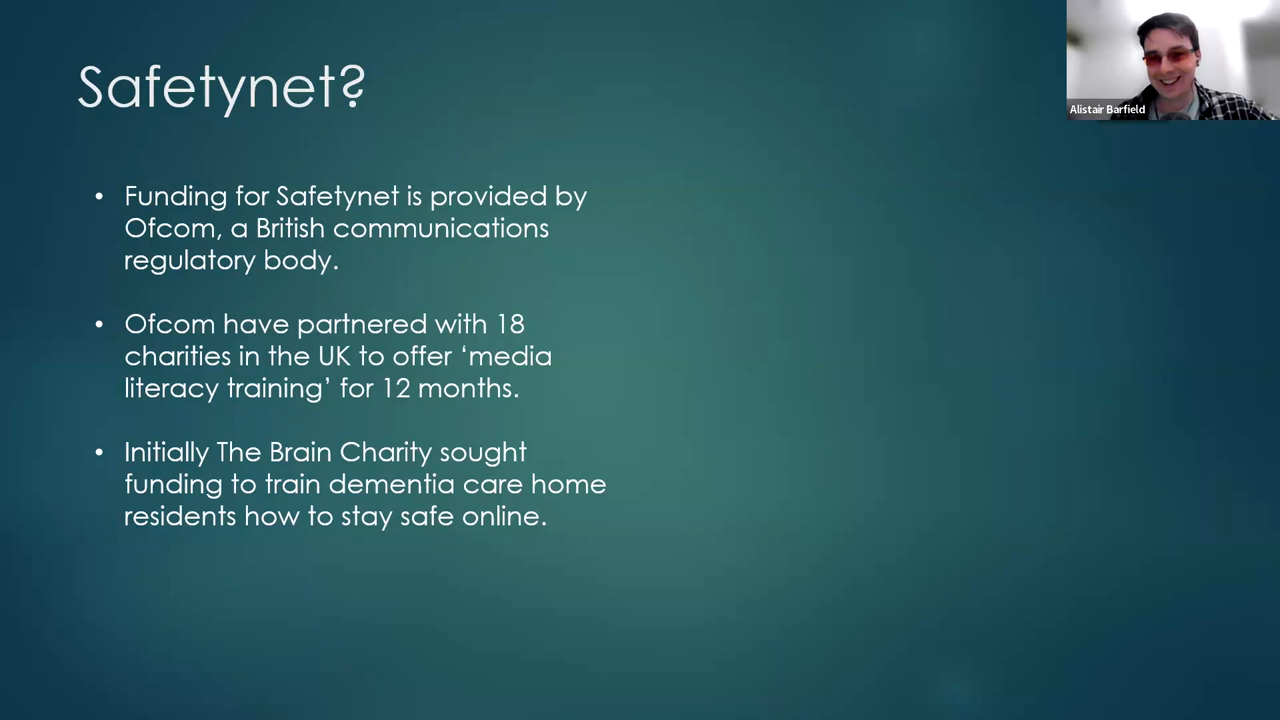 Safetynet?
Alistair Barfield
• Funding for Safetynet is provided by
Ofcom, a British communications
regulatory body.
• Ofcom have partnered with 18
charities in the UK to offer ‘media
literacy training’ for 12 months.
• Initially The Brain Charity sought
funding to train dementia care home
residents how to stay safe online.